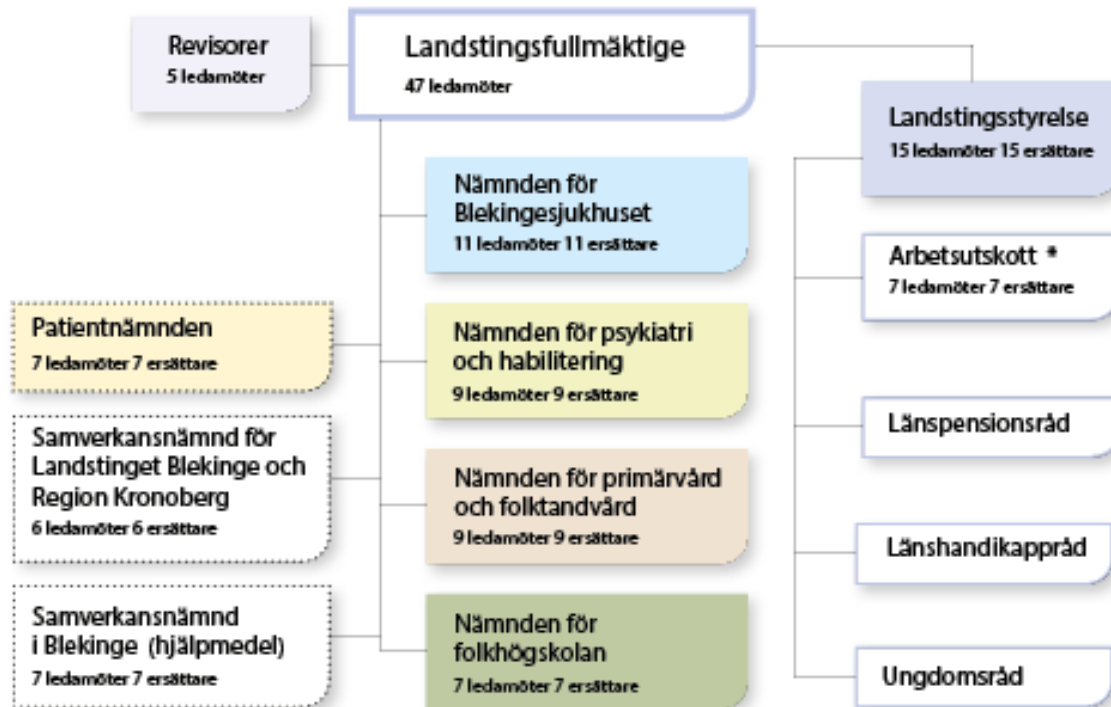 Revisorer
5 ledamöter
Landstingsfullmäktige
47 ledamöter
Landstingsstyrelse
15 ledamöter 15 ersättare
Nämnden för
Blekingesjukhuset
11 ledamöter 11 ersättare
Arbetsutskott *
7 ledamöter 7 ersättare
Patientnämnden
7 ledamöter 7 ersättare
Nämnden för psykiatri
och habilitering
9 ledamöter 9 ersättare
Länspensionsråd
Samverkansnämnd för
Landstinget Blekinge och
Region Kronoberg
6 ledamöter 6 ersättare
Nämnden för primärvård
och folktandvård
9 ledamöter 9 ersättare
Länshandikappråd
Samverkansnämnd
i Blekinge (hjälpmedel)
7 ledamöter 7 ersättare
Nämnden för
folkhögskolan
7 ledamöter 7 ersättare
Ungdomsråd